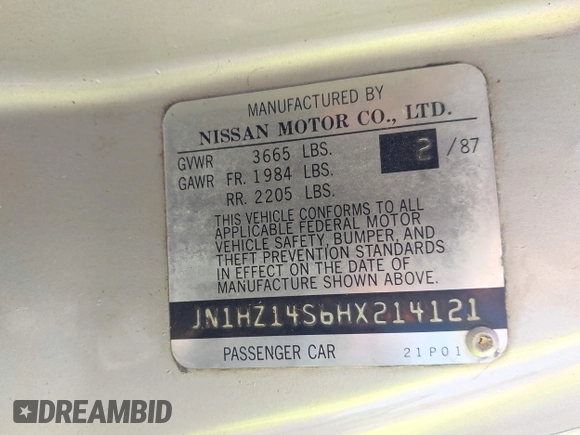 MANUFACTURED BY
NISSAN MOTOR CO., LTD.
GVWR 3665 LBS. 2 /87
GAWR FR. 1984 LBS.
RR. 2205 LBS.
THIS VEHICLE CONFORMS TO ALL
APPLICABLE FEDERAL MOTOR
VEHICLE SAFETY, BUMPER, AND
THEFT PREVENTION STANDARDS
IN EFFECT ON THE DATE OF
MANUFACTURE SHOWN ABOVE.
JN1HZ14S6HX214121
PASSENGER CAR 21P01
DREAMBID